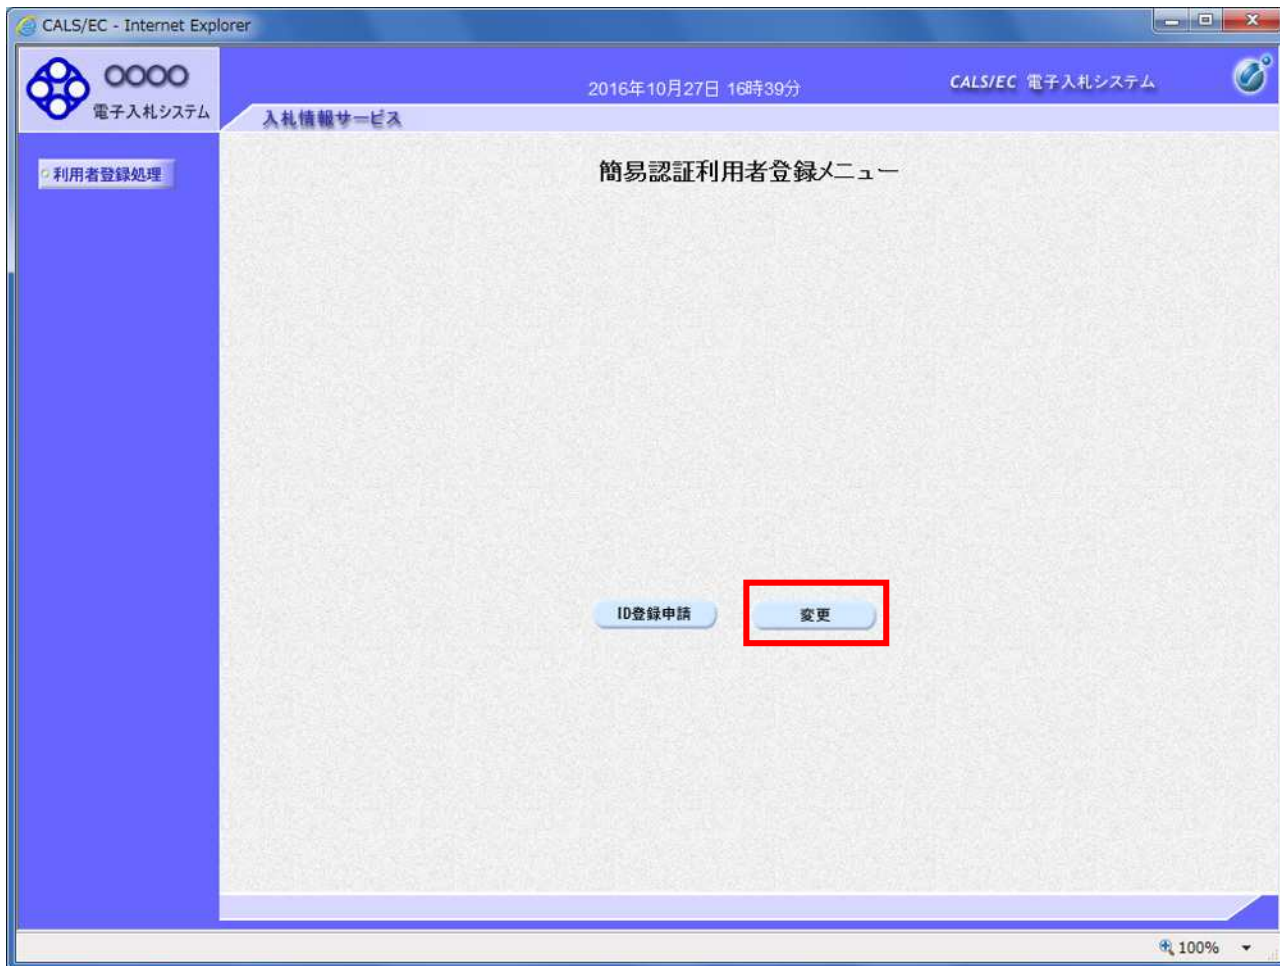 CALS/EC - Internet Explorer
〇〇〇〇
電子入札システム
2016年10月27日 16時39分
CALS/EC 電子入札システム
入札情報サービス
利用者登録処理
簡易認証利用者登録メニュー
ID登録申請
変更
100%